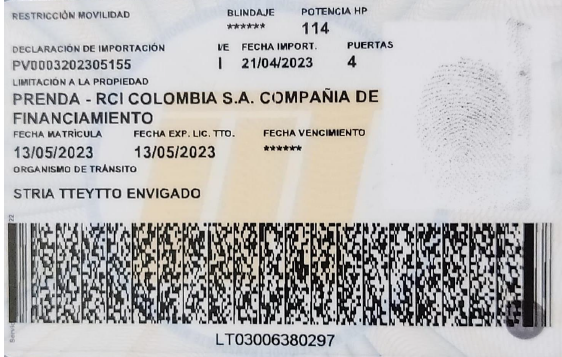 RESTRICCIÓN MOVILIDAD BLINDAJE POTENCIA HP
****** 114
DECLARACIÓN DE IMPORTACIÓN I/E FECHA IMPORT. PUERTAS
PV0003202305155 I 21/04/2023 4
LIMITACIÓN A LA PROPIEDAD
PRENDA - RCI COLOMBIA S.A. COMPAÑIA DE
FINANCIAMIENTO
FECHA MATRÍCULA FECHA EXP. LIC. TTO. FECHA VENCIMIENTO
13/05/2023 13/05/2023 ******
ORGANISMO DE TRÁNSITO
STRIA TTEYTTO ENVIGADO
LT03006380297